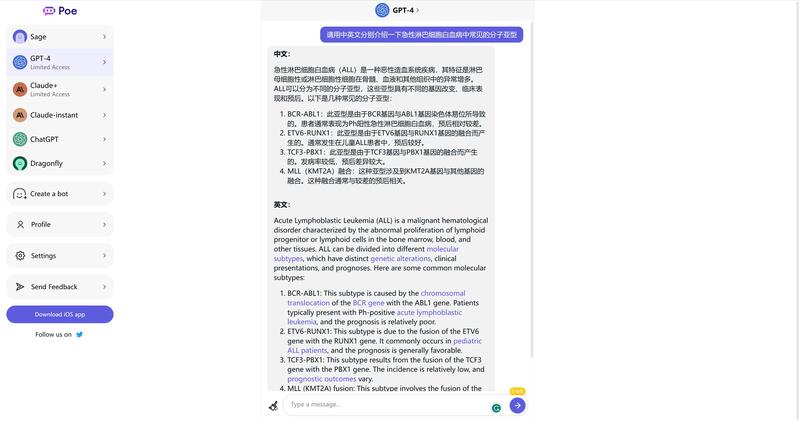 Poe
GPT-4
Sage
GPT-4
Limited Access
Claude+
Limited Access
Claude-instant
ChatGPT
Dragonfly
Create a bot
Profile
Settings
Send Feedback
Download iOS app
Follow us on
请用中英文分别介绍一下急性淋巴细胞白血病中常见的分子亚型
中文：
急性淋巴细胞白血病（ALL）是一种恶性造血系统疾病，其特征是淋巴
母细胞性或淋巴细胞性细胞在骨髓、血液和其他组织中的异常增多。
ALL可以分为不同的分子亚型，这些亚型具有不同的基因改变、临床表
现和预后。以下是几种常见的分子亚型：
1. BCR-ABL1：此亚型是由于BCR基因与ABL1基因染色体易位所导致
的。患者通常表现为Ph阳性急性淋巴细胞白血病，预后相对较差。
2. ETV6-RUNX1：此亚型是由于ETV6基因与RUNX1基因的融合而产
生的。通常发生在儿童ALL患者中，预后较好。
3. TCF3-PBX1：此亚型是由于TCF3基因与PBX1基因的融合而产生
的。发病率较低，预后差异较大。
4. MLL（KMT2A）融合：这种亚型涉及到KMT2A基因与其他基因的
融合。这种融合通常与较差的预后相关。
英文：
Acute Lymphoblastic Leukemia (ALL) is a malignant hematological
disorder characterized by the abnormal proliferation of lymphoid
progenitor or lymphoid cells in the bone marrow, blood, and
other tissues. ALL can be divided into different molecular
subtypes, which have distinct genetic alterations, clinical
presentations, and prognoses. Here are some common molecular
subtypes:
1. BCR-ABL1: This subtype is caused by the chromosomal
translocation of the BCR gene with the ABL1 gene. Patients
typically present with Ph-positive acute lymphoblastic
leukemia, and the prognosis is relatively poor.
2. ETV6-RUNX1: This subtype is due to the fusion of the ETV6
gene with the RUNX1 gene. It commonly occurs in pediatric
ALL patients, and the prognosis is generally favorable.
3. TCF3-PBX1: This subtype results from the fusion of the TCF3
gene with the PBX1 gene. The incidence is relatively low, and
prognostic outcomes vary.
4. MLL (KMT2A) fusion: This subtype involves the fusion of the
Type a message...